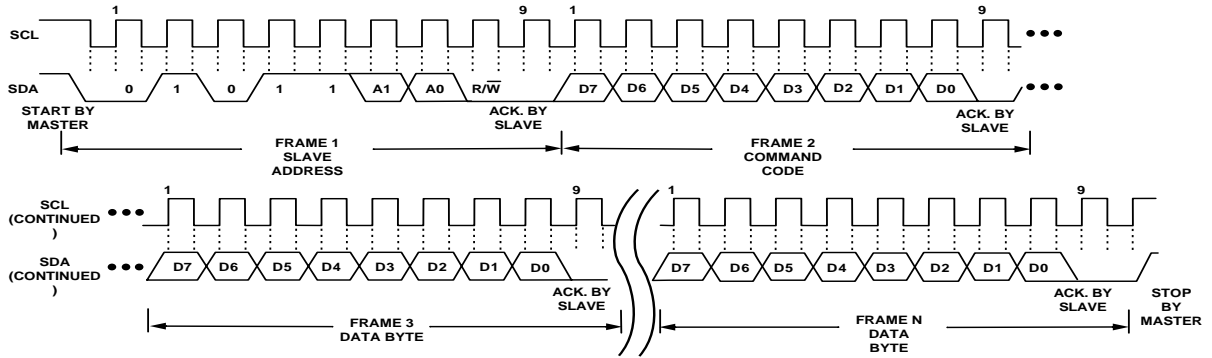 1 9 1 9
SCL
SDA 0 1 0 1 1 A1 A0 R/W D7 D6 D5 D4 D3 D2 D1 D0
START BY
MASTER
ACK. BY
SLAVE
ACK. BY
SLAVE
FRAME 1
SLAVE
ADDRESS
FRAME 2
COMMAND
CODE
1 9 1 9
SCL
(CONTINUED
)
SDA
(CONTINUED
)
D7 D6 D5 D4 D3 D2 D1 D0 D7 D6 D5 D4 D3 D2 D1 D0
ACK. BY
SLAVE
ACK. BY
SLAVE
STOP
BY
MASTER
FRAME 3
DATA BYTE
FRAME N
DATA
BYTE